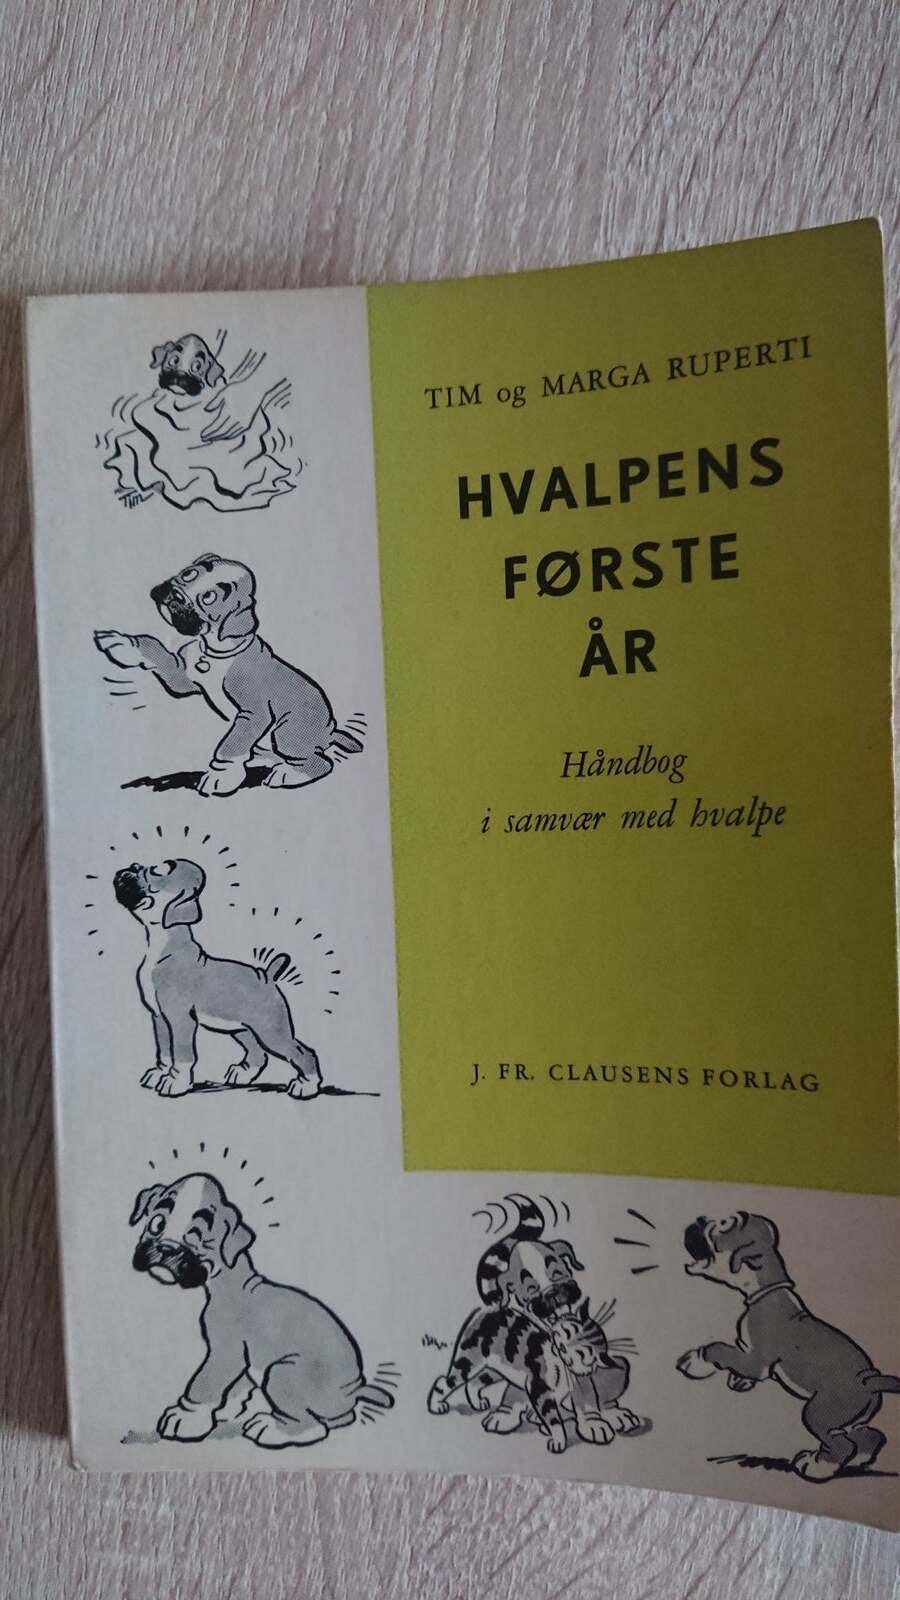 TIM og MARGA RUPERTI
HVALPENS
FØRSTE
ÅR
Håndbog
i samvær med hvalpe
J. FR. CLAUSENS FORLAG
Tim